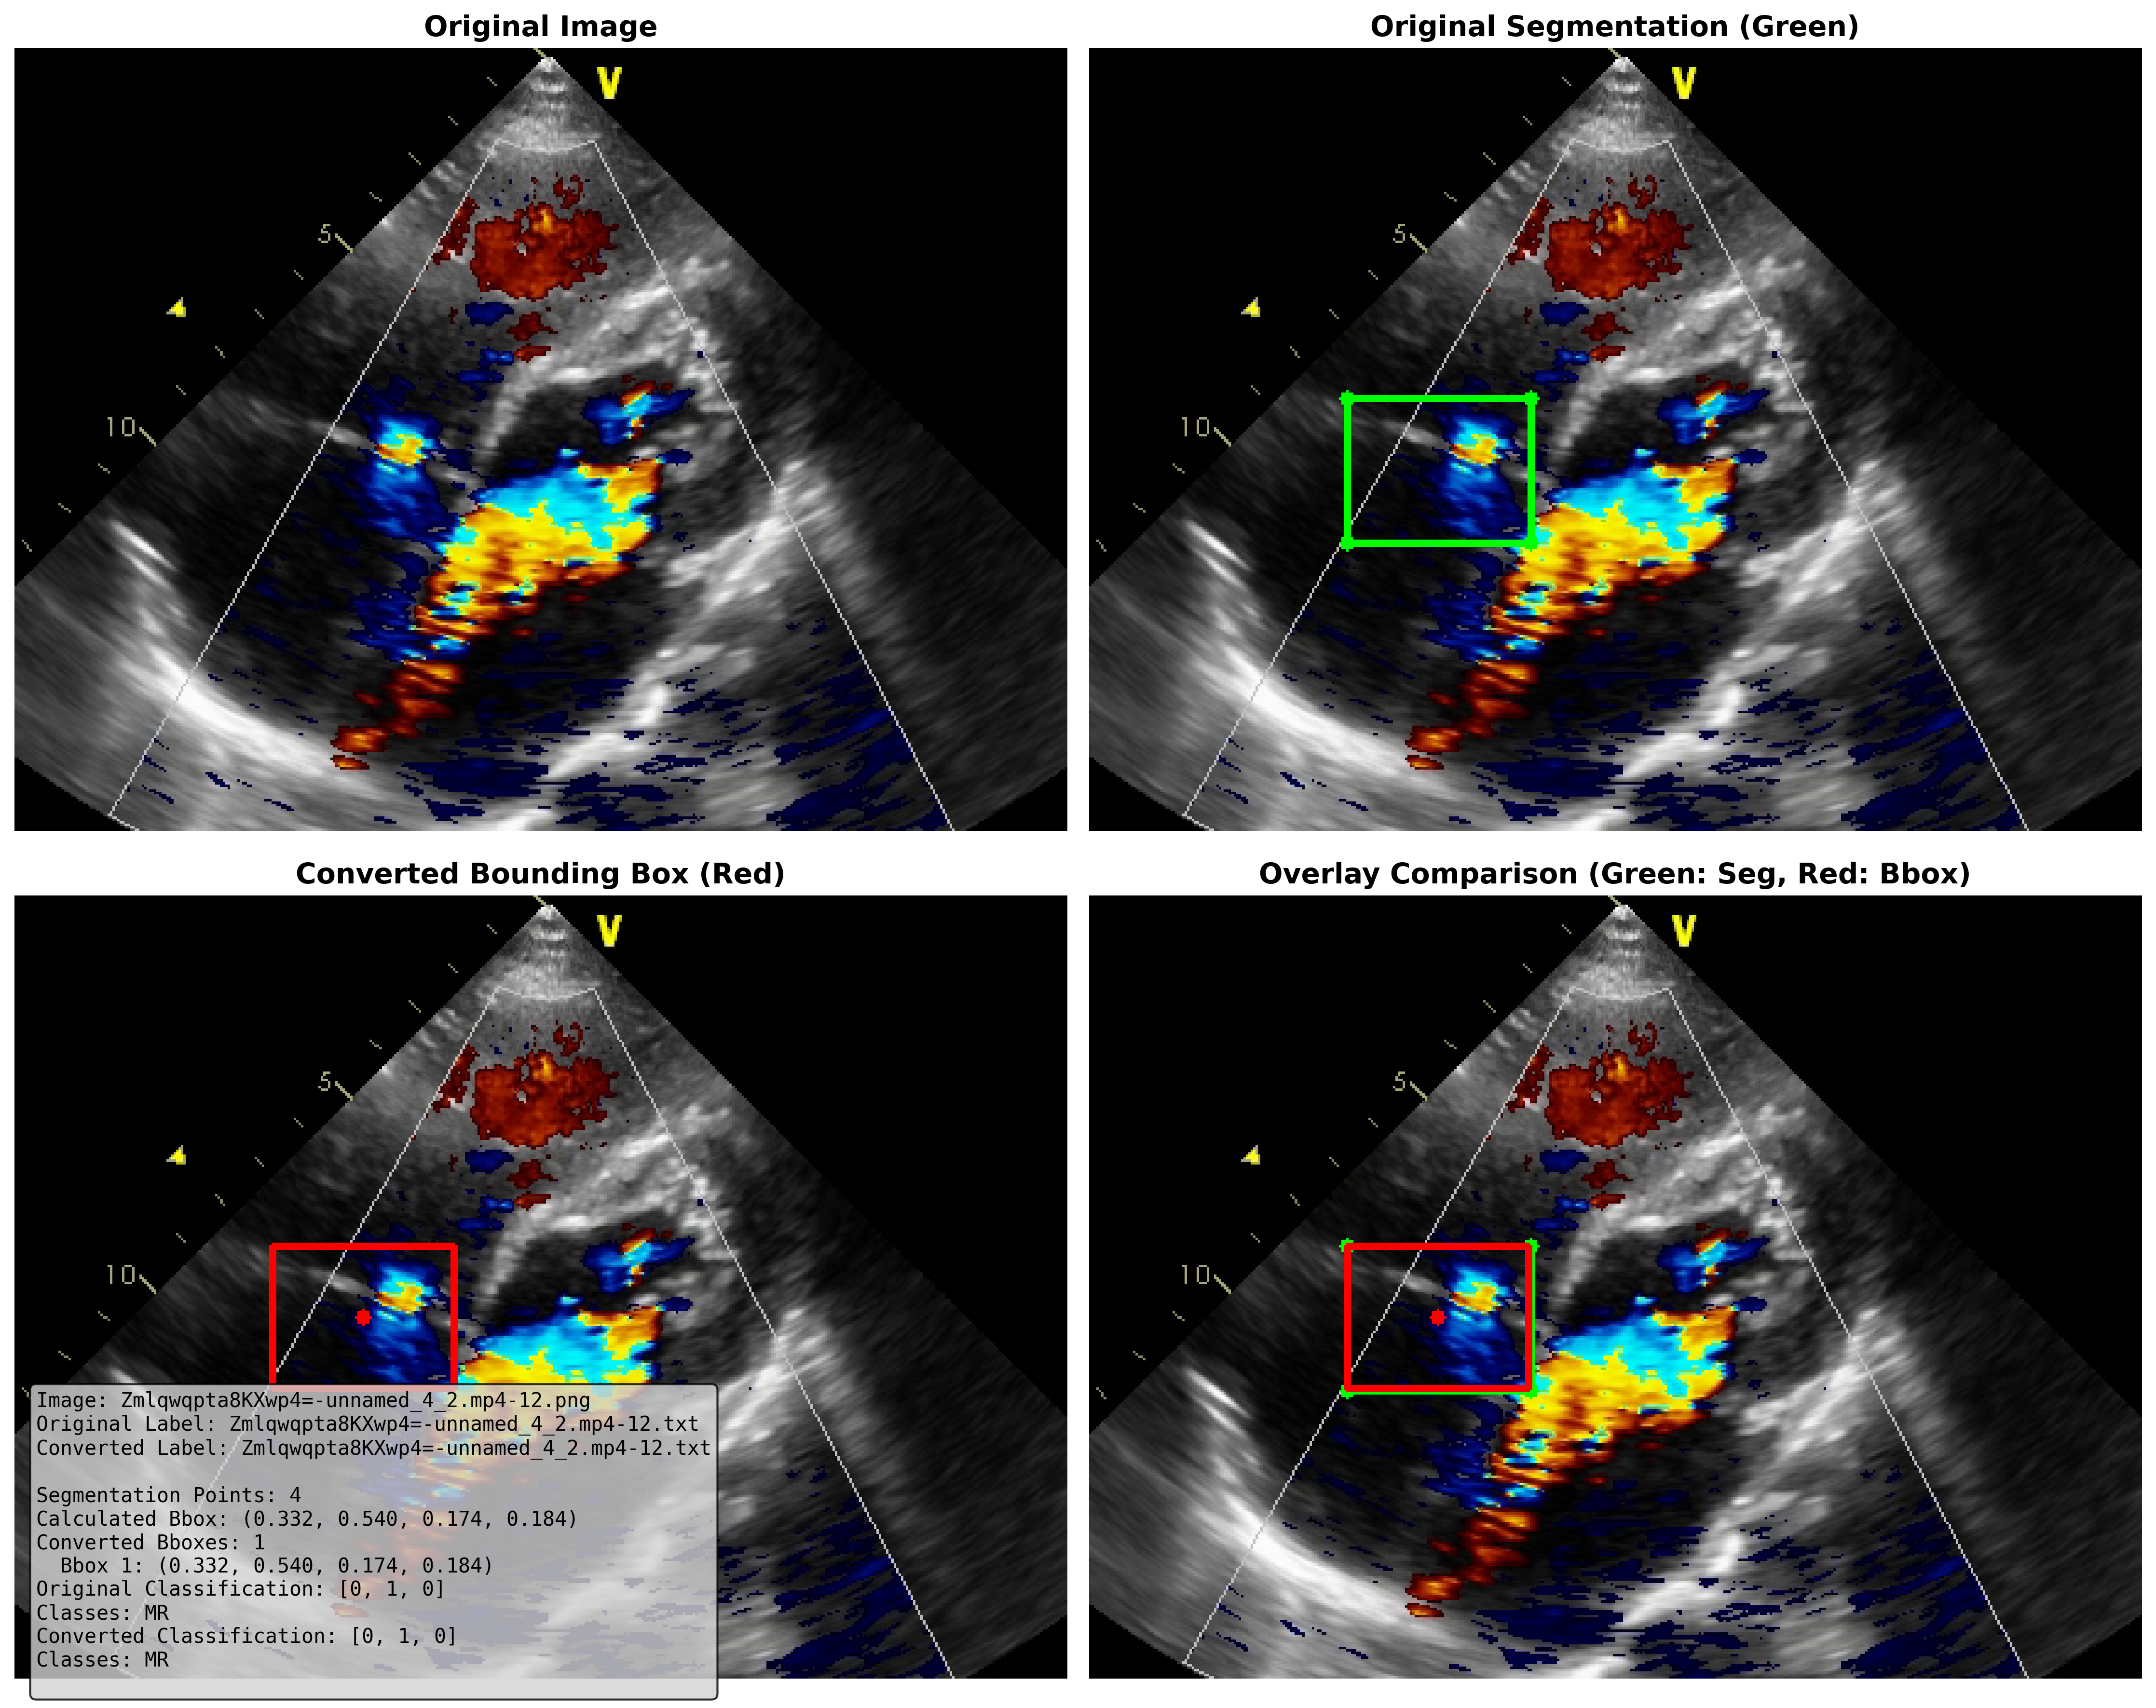 Original Image
V
5
10
Original Segmentation (Green)
V
5
10
Converted Bounding Box (Red)
V
5
10
Image: Zmlqwqpta8KXwp4=-unnamed_4_2.mp4-12.png
Original Label: Zmlqwqpta8KXwp4=-unnamed_4_2.mp4-12.txt
Converted Label: Zmlqwqpta8KXwp4=-unnamed_4_2.mp4-12.txt
Segmentation Points: 4
Calculated Bbox: (0.332, 0.540, 0.174, 0.184)
Converted Bboxes: 1
Bbox 1: (0.332, 0.540, 0.174, 0.184)
Original Classification: [0, 1, 0]
Classes: MR
Converted Classification: [0, 1, 0]
Classes: MR
Overlay Comparison (Green: Seg, Red: Bbox)
V
5
10